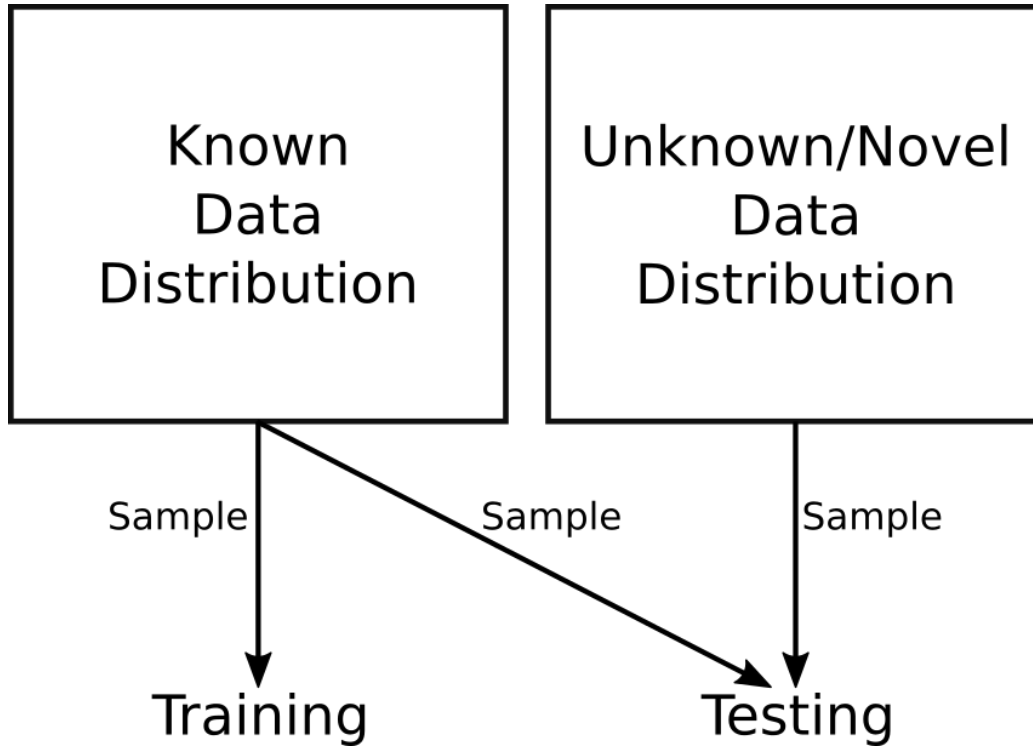 Known
Data
Distribution
Unknown/Novel
Data
Distribution
Sample
Sample
Sample
Training
Testing